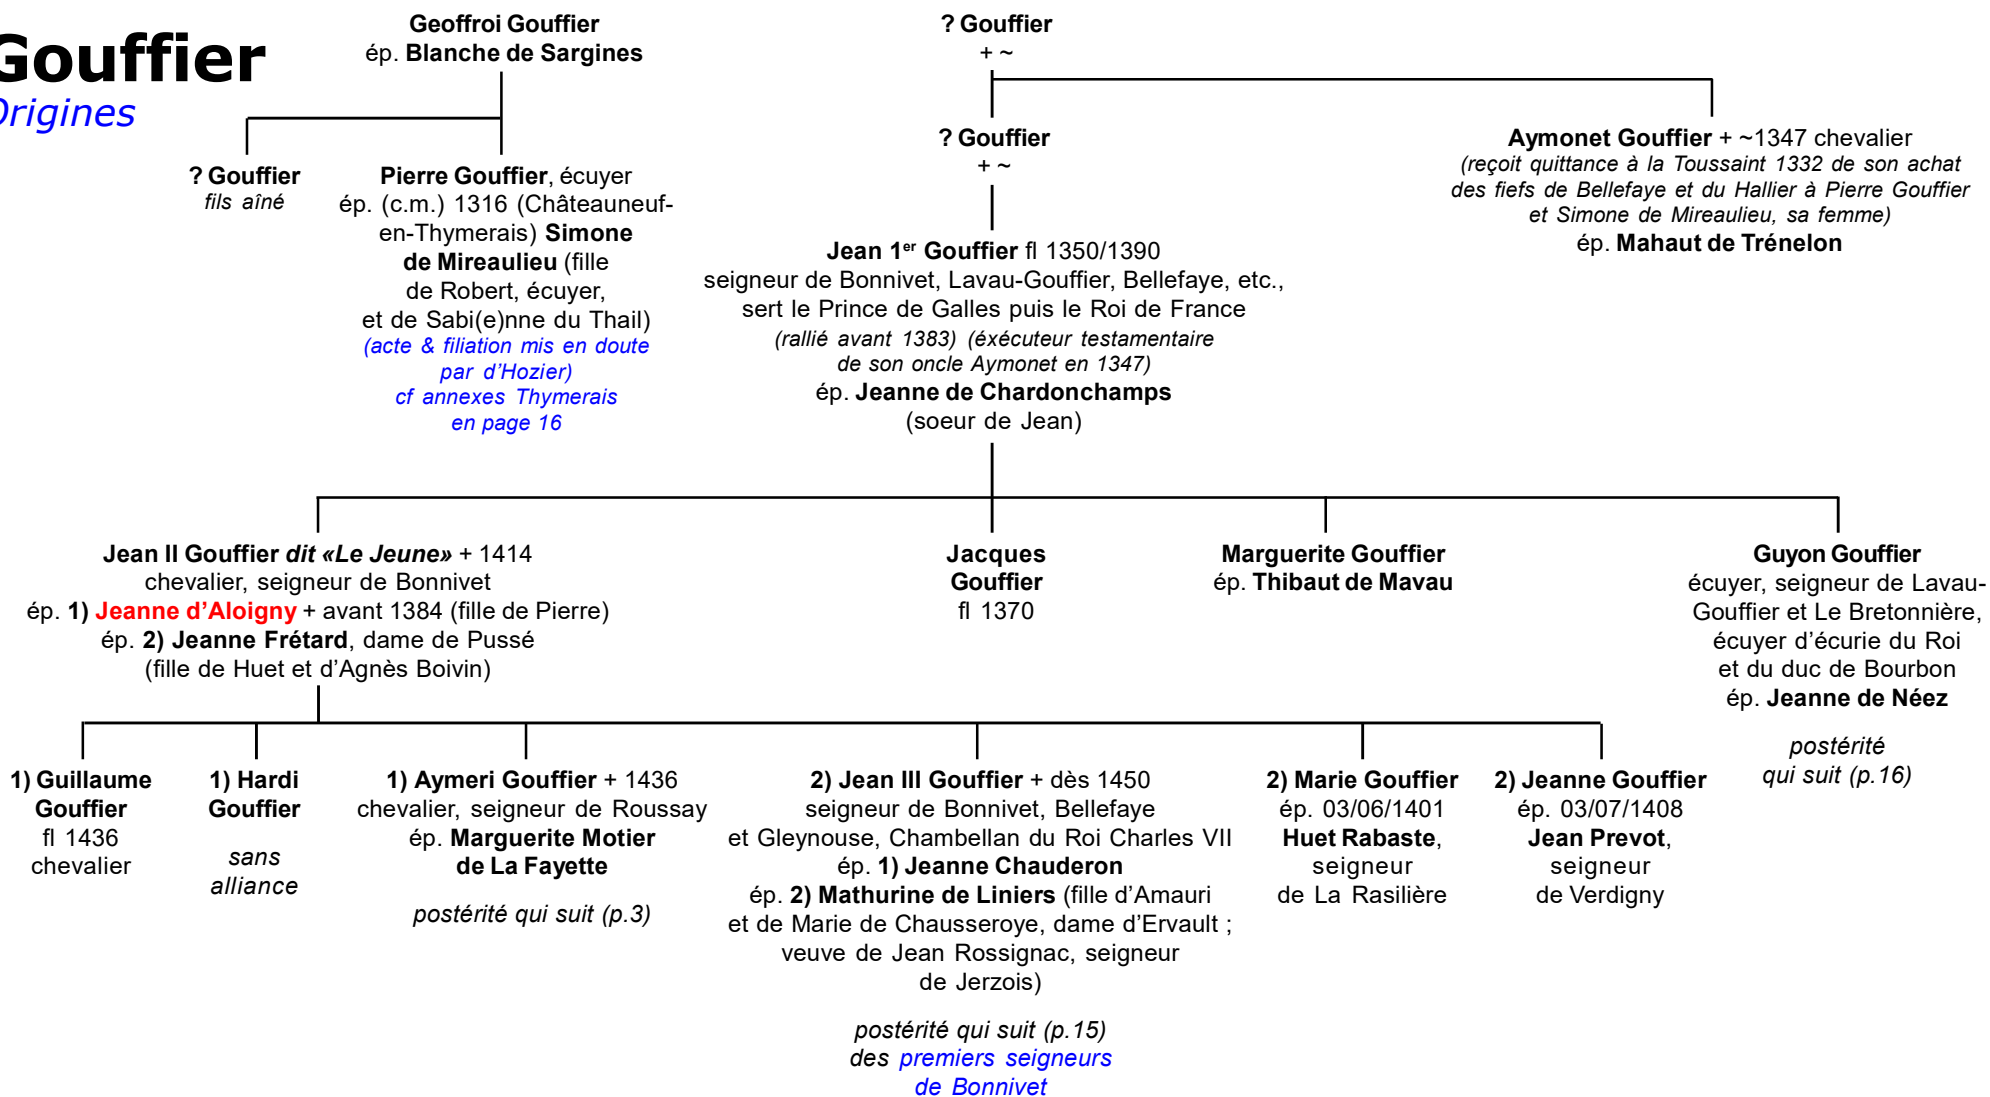 Gouffier
Origines
Geoffroi Gouffier
ép. Blanche de Sargines
? Gouffier
+ ~
? Gouffier
fils aîné
Pierre Gouffier, écuyer
ép. (c.m.) 1316 (Châteauneuf-
en-Thymerais) Simone
de Mireaulieu (fille
de Robert, écuyer,
et de Sabi(e)nne du Thail)
(acte & filiation mis en doute
par d’Hozier)
cf annexes Thymerais
en page 16
? Gouffier
+ ~
Aymonet Gouffier + ~1347 chevalier
(reçoit quittance à la Toussaint 1332 de son achat
des fiefs de Bellefaye et du Hallier à Pierre Gouffier
et Simone de Mireaulieu, sa femme)
ép. Mahaut de Trénelon
Jean 1er Gouffier fl 1350/1390
seigneur de Bonnivet, Lavau-Gouffier, Bellefaye, etc.,
sert le Prince de Galles puis le Roi de France
(rallié avant 1383) (éxécuteur testamentaire
de son oncle Aymonet en 1347)
ép. Jeanne de Chardonchamps
(soeur de Jean)
Jean II Gouffier dit «Le Jeune» + 1414
chevalier, seigneur de Bonnivet
ép. 1) Jeanne d’Aloigny + avant 1384 (fille de Pierre)
ép. 2) Jeanne Frétard, dame de Pussé
(fille de Huet et d’Agnès Boivin)
Jacques
Gouffier
fl 1370
Marguerite Gouffier
ép. Thibaut de Mavau
Guyon Gouffier
écuyer, seigneur de Lavau-
Gouffier et Le Bretonnière,
écuyer d’écurie du Roi
et du duc de Bourbon
ép. Jeanne de Néez
postérité
qui suit (p.16)
1) Guillaume
Gouffier
fl 1436
chevalier
1) Hardi
Gouffier
sans
alliance
1) Aymeri Gouffier + 1436
chevalier, seigneur de Roussay
ép. Marguerite Motier
de La Fayette
postérité qui suit (p.3)
2) Jean III Gouffier + dès 1450
seigneur de Bonnivet, Bellefaye
et Gleynouse, Chambellan du Roi Charles VII
ép. 1) Jeanne Chauderon
ép. 2) Mathurine de Liniers (fille d’Amauri
et de Marie de Chausseroye, dame d’Ervault ;
veuve de Jean Rossignac, seigneur
de Jerzois)
postérité qui suit (p.15)
des premiers seigneurs
de Bonnivet
2) Marie Gouffier
ép. 03/06/1401
Huet Rabaste,
seigneur
de La Rasilière
2) Jeanne Gouffier
ép. 03/07/1408
Jean Prevot,
seigneur
de Verdigny